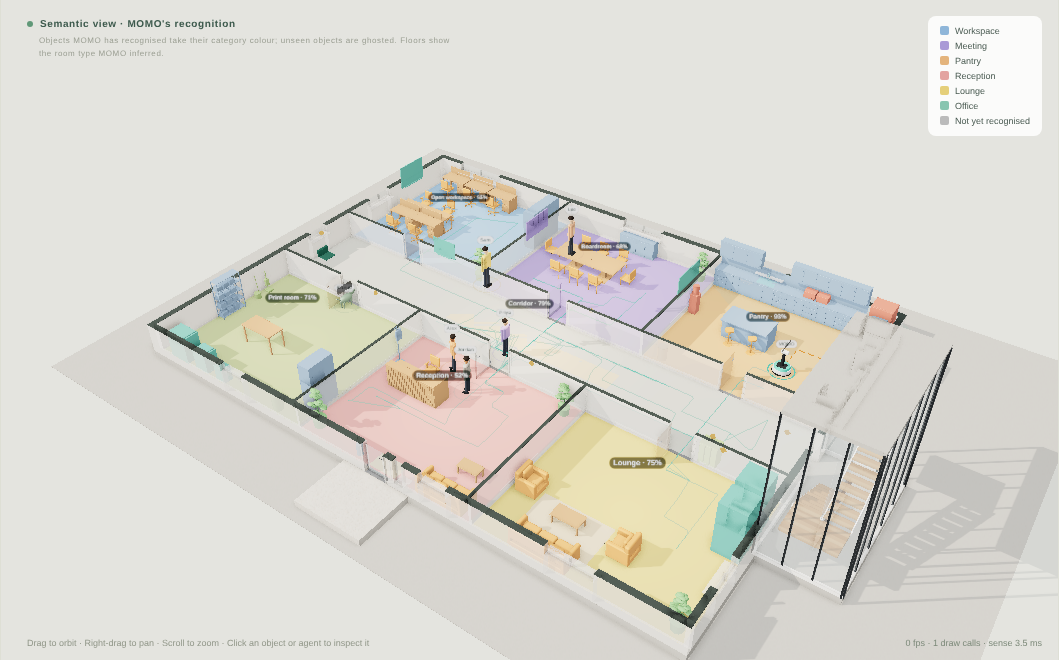 Semantic view · MOMO's recognition
Objects MOMO has recognised take their category colour; unseen objects are ghosted. Floors show
the room type MOMO inferred.
Workspace
Meeting
Pantry
Reception
Lounge
Office
Not yet recognised
Boardroom · 68%
Print room · 71%
Corridor · 79%
Pantry · 93%
Reception · 52%
Lounge · 75%
Drag to orbit · Right-drag to pan · Scroll to zoom · Click an object or agent to inspect it
0 fps · 1 draw calls · sense 3.5 ms